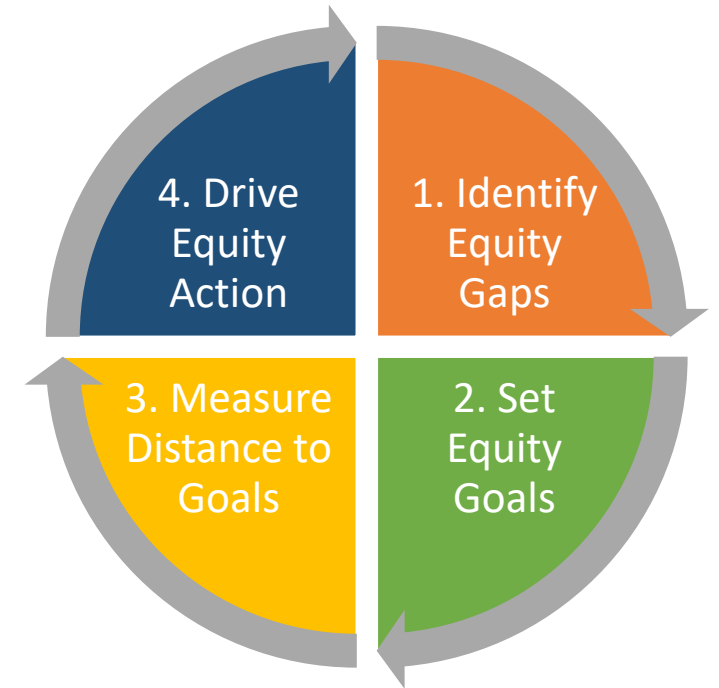 1. Identify
Equity
Gaps
2. Set
Equity
Goals
3. Measure
Distance to
Goals
4. Drive
Equity
Action